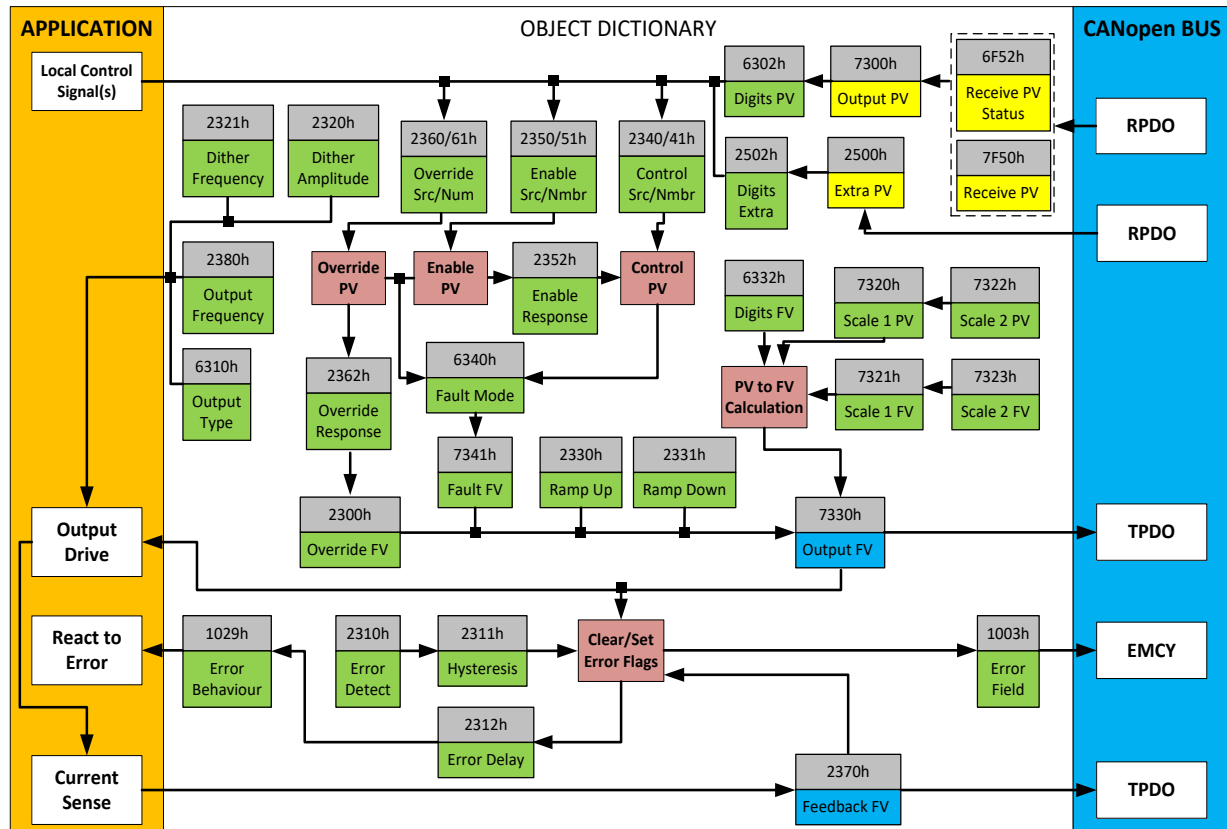 APPLICATION
OBJECT DICTIONARY
CANopen BUS
Local Control
Signal(s)
6302h
Digits PV
7300h
Output PV
6F52h
Receive PV
Status
7F50h
Receive PV
RPDO
2321h
Dither
Frequency
2320h
Dither
Amplitude
2360/61h
Override
Src/Num
2350/51h
Enable
Src/Nmbr
2340/41h
Control
Src/Nmbr
2502h
Digits
Extra
2500h
Extra PV
RPDO
2380h
Output
Frequency
Override
PV
Enable
PV
2352h
Enable
Response
Control
PV
6332h
Digits FV
7320h
Scale 1 PV
7322h
Scale 2 PV
6310h
Output
Type
2362h
Override
Response
6340h
Fault Mode
PV to FV
Calculation
7321h
Scale 1 FV
7323h
Scale 2 FV
7341h
Fault FV
2330h
Ramp Up
2331h
Ramp Down
Output
Drive
2300h
Override FV
7330h
Output FV
TPDO
React to
Error
1029h
Error
Behaviour
2310h
Error
Detect
2311h
Hysteresis
Clear/Set
Error Flags
1003h
Error
Field
EMCY
2312h
Error Delay
Current
Sense
2370h
Feedback FV
TPDO